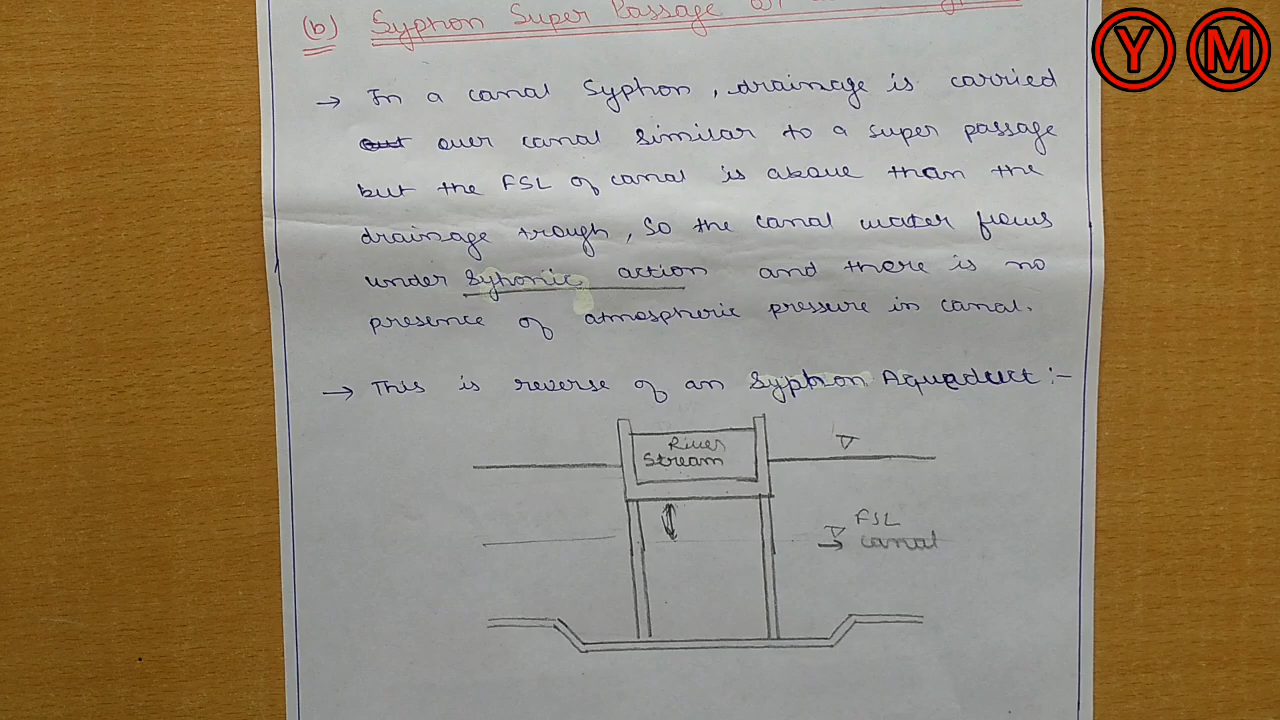 (b) Syphon Super Passage or
→ In a canal Syphon, drainage is carried
out over canal similar to a super passage
but the FSL of canal is above than the
drainage trough, So the canal water flows
under Syhonic action and there is no
presence of atmospheric pressure in canal.
→ This is reverse of an Syphon Aqueduct :-
River
Stream
FSL
→ canal
Y M